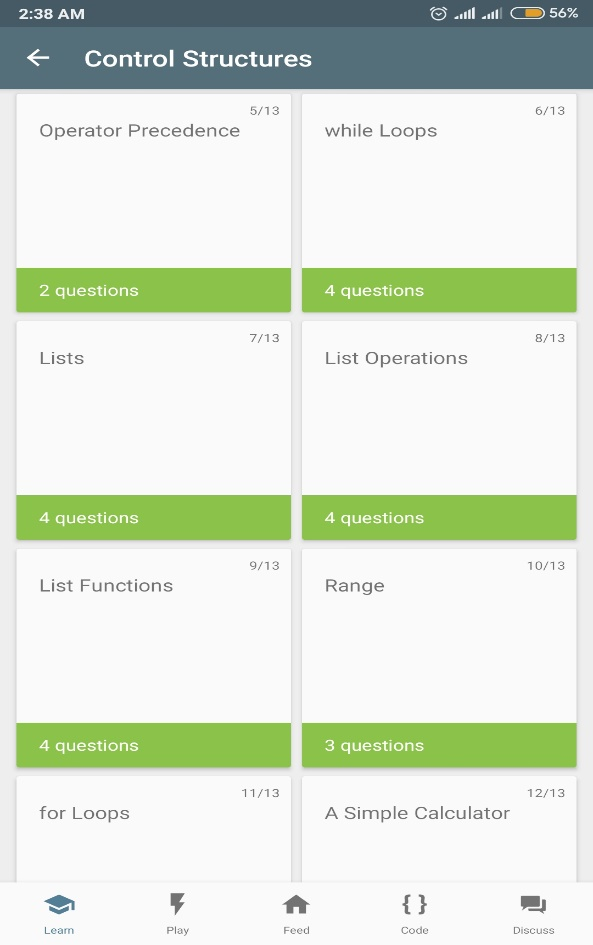 2:38 AM
56%
Control Structures
5/13
Operator Precedence
2 questions
6/13
while Loops
4 questions
7/13
Lists
4 questions
8/13
List Operations
4 questions
9/13
List Functions
4 questions
10/13
Range
3 questions
11/13
for Loops
12/13
A Simple Calculator
Learn
Play
Feed
{ }
Code
Discuss